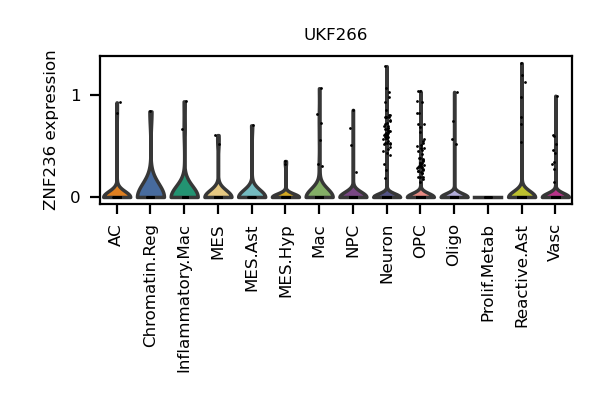 UKF266
ZNF236 expression
1
0
AC
Chromatin.Reg
Inflammatory.Mac
MES
MES.Ast
MES.Hyp
Mac
NPC
Neuron
OPC
Oligo
Prolif.Metab
Reactive.Ast
Vasc